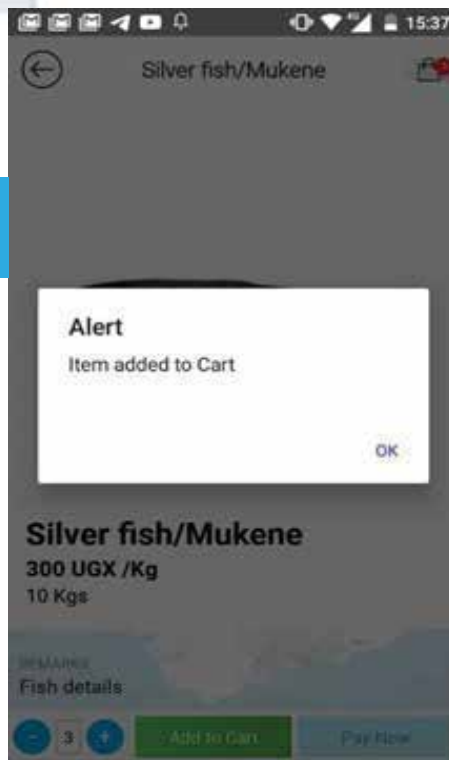 15:37
Silver fish/Mukene
Alert
Item added to Cart
OK
Silver fish/Mukene
300 UGX /Kg
10 Kgs
REMARKS
Fish details
- 3 + Add to Cart Pay Now